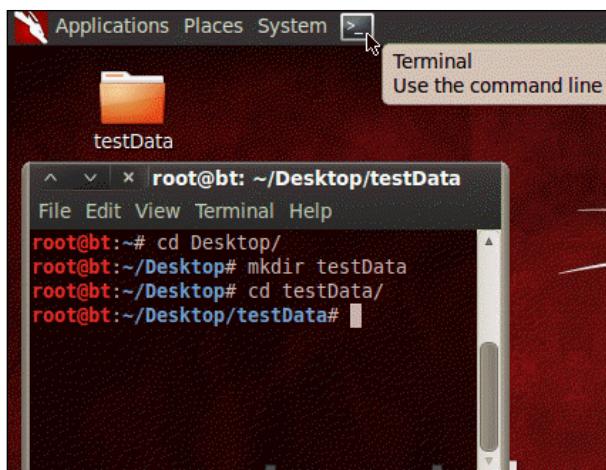 Applications Places System
Terminal
Use the command line
testData
root@bt: ~/Desktop/testData
File Edit View Terminal Help
root@bt:~# cd Desktop/
root@bt:~/Desktop# mkdir testData
root@bt:~/Desktop# cd testData/
root@bt:~/Desktop/testData#